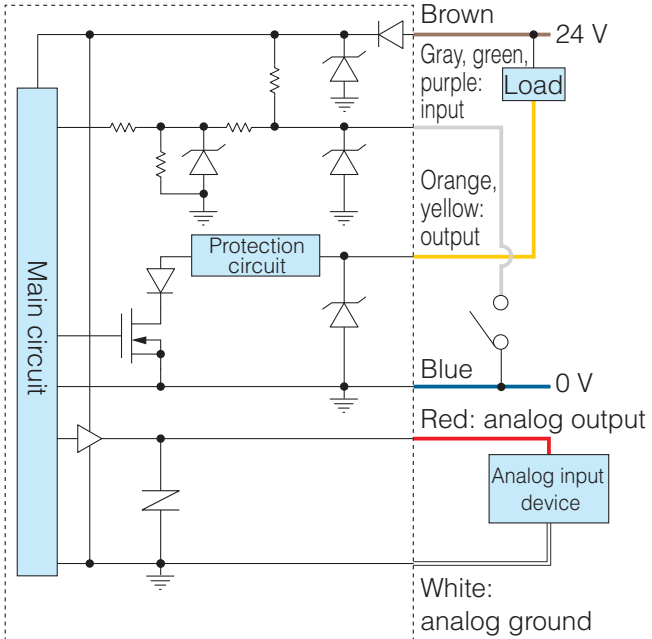 Brown
24 V
Gray, green,
purple:
input
Load
Orange,
yellow:
output
Protection
circuit
Main circuit
Blue
0 V
Red: analog output
Analog input
device
White:
analog ground